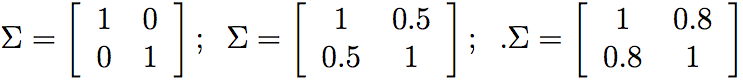 Σ = [ 1 0 ; 0 1 ] ; Σ = [ 1 0.5 ; 0.5 1 ] ; .Σ = [ 1 0.8 ; 0.8 1 ]